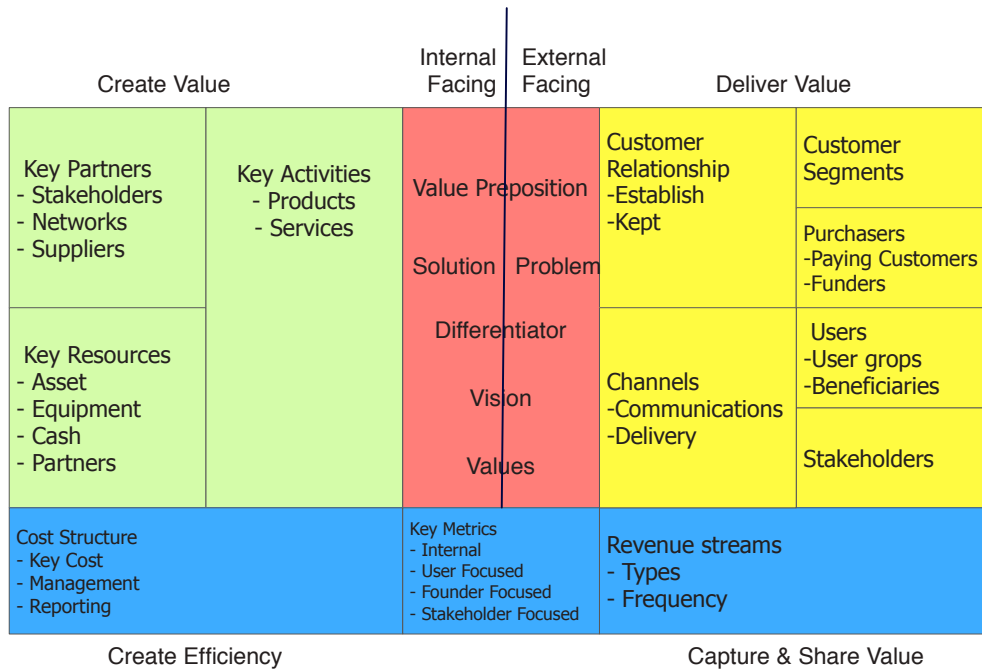 Create Value
Internal
Facing
External
Facing
Deliver Value
Key Partners
- Stakeholders
- Networks
- Suppliers
Key Activities
- Products
- Services
Value Preposition
Solution
Problem
Differentiator
Vision
Values
Customer
Relationship
-Establish
-Kept
Customer
Segments
Purchasers
-Paying Customers
-Funders
Key Resources
- Asset
- Equipment
- Cash
- Partners
Channels
-Communications
-Delivery
Users
-User grops
-Beneficiaries
Stakeholders
Cost Structure
- Key Cost
- Management
- Reporting
Key Metrics
- Internal
- User Focused
- Founder Focused
- Stakeholder Focused
Revenue streams
- Types
- Frequency
Create Efficiency
Capture & Share Value